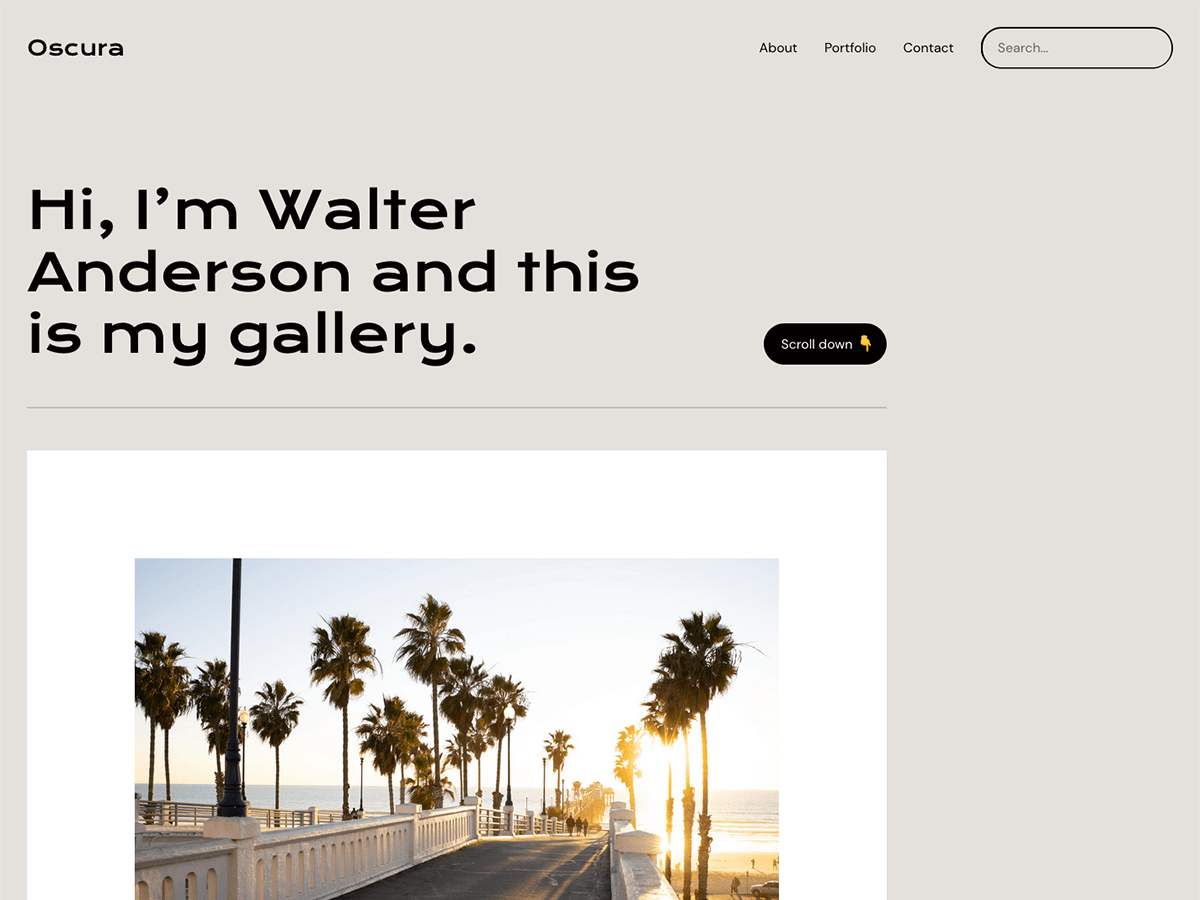 Oscura
About Portfolio Contact Search...
Hi, I’m Walter
Anderson and this
is my gallery.
Scroll down 👇